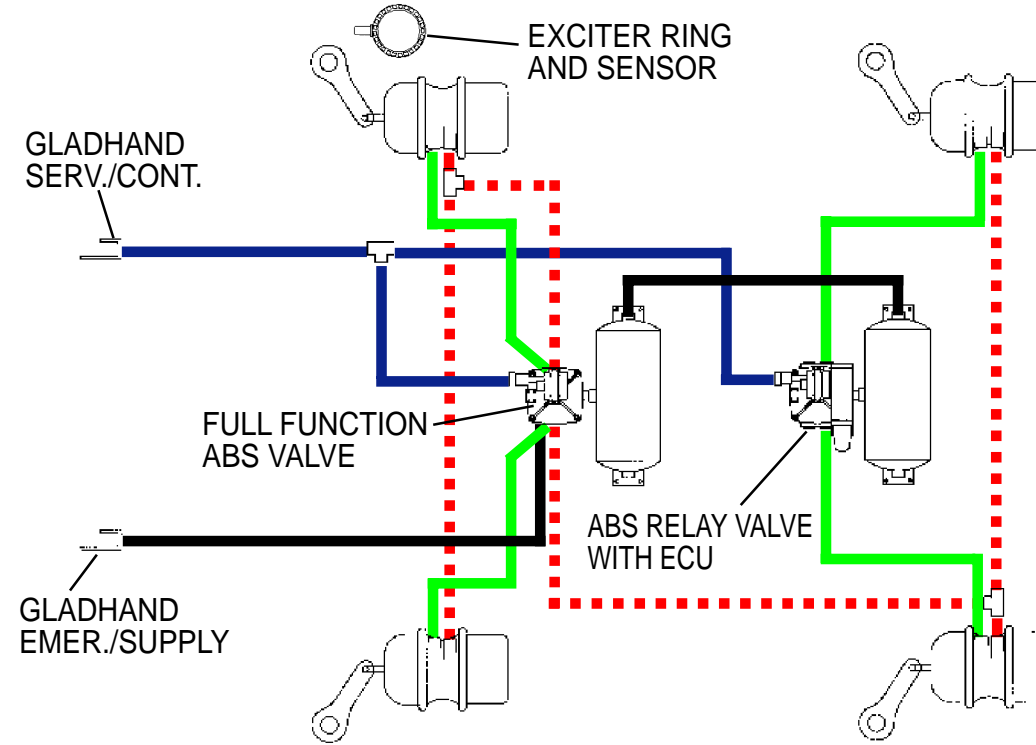 EXCITER RING
AND SENSOR
GLADHAND
SERV./CONT.
FULL FUNCTION
ABS VALVE
ABS RELAY VALVE
WITH ECU
GLADHAND
EMER./SUPPLY